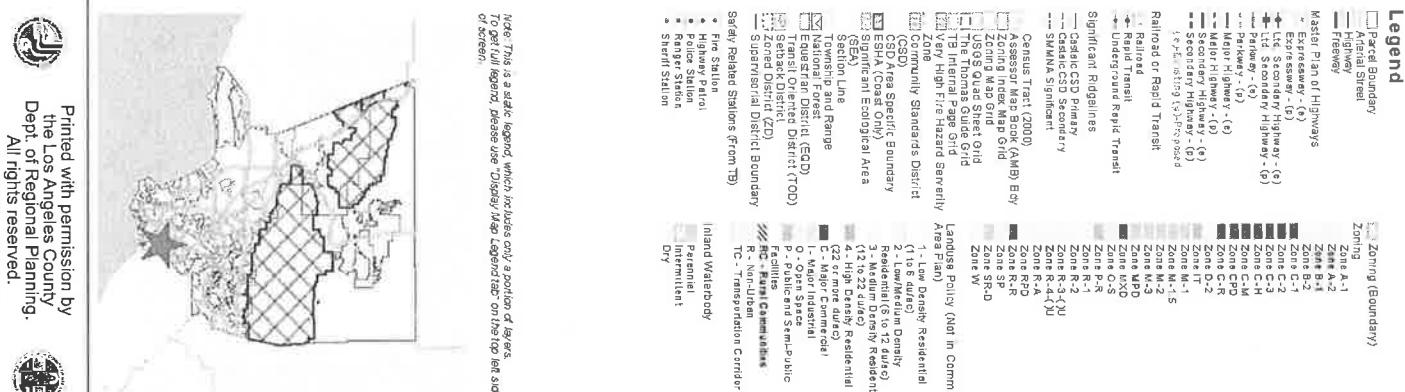 Legend
Parcel Boundary
Arterial Street
Highway
Freeway
Master Plan of Highways
Expressway - (e)
Expressway - (p)
Ltd. Secondary Highway - (e)
Ltd. Secondary Highway - (p)
Parkway - (e)
Parkway - (p)
Major Highway - (e)
Major Highway - (p)
Secondary Highway - (e)
Secondary Highway - (p)
Railroad or Rapid Transit
Railroad
Rapid Transit
Underground Rapid Transit
Significant Ridgelines
Castaic CSD Primary
Castaic CSD Secondary
SMMNA Significant
Census Tract (2000)
Assessor Map Book (AMB) Bdy
Zoning Index Map Grid
Zoning Map Grid
USGS Quad Sheet Grid
The Thomas Guide Grid
TB Internal Page Grid
Very High Fire Hazard Serverity
Zone
Community Standards District
(CSD)
CSD Area Specific Boundary
ESHA (Coast Only)
Significant Ecological Area
(SEA)
Section Line
Township and Range
National Forest
Equestrian District (EQD)
Transit Oriented District (TOD)
Setback District
Zoned District (ZD)
Supervisorial District Boundary
Safety Related Stations (From TB)
Fire Station
Highway Patrol
Police Station
Ranger Station
Sheriff Station
Zoning (Boundary)
Zoning
Zone A-1
Zone A-2
Zone B-1
Zone B-2
Zone C-1
Zone C-2
Zone C-3
Zone C-H
Zone C-M
Zone CPD
Zone C-R
Zone D-2
Zone IT
Zone M-1
Zone M-1.5
Zone M-2
Zone M-3
Zone MPD
Zone MXD
Zone O-S
Zone P-R
Zone R-1
Zone R-2
Zone R-3-()U
Zone R-4-()U
Zone R-A
Zone RPD
Zone R-R
Zone SP
Zone SR-D
Zone W
Landuse Policy (Not in Comm
Area Plan)
1 - Low Density Residential
(1 to 6 du/ac)
2 - Low/Medium Density
Residential (6 to 12 du/ac)
3 - Medium Density Resident
(12 to 22 du/ac)
4 - High Density Residential
(22 or more du/ac)
C - Major Commercial
I - Major Industrial
O - Open Space
P - Public and Semi-Public
Facilities
RC - Rural Communities
R - Non-Urban
TC - Transportation Corridor
Inland Waterbody
Perennial
Intermittent
Dry
Note: This is a static legend, which includes only a portion of layers.
To get full legend, please use "Display Map Legend tab" on the top left sid
of screen.
Printed with permission by
the Los Angeles County
Dept. of Regional Planning.
All rights reserved.